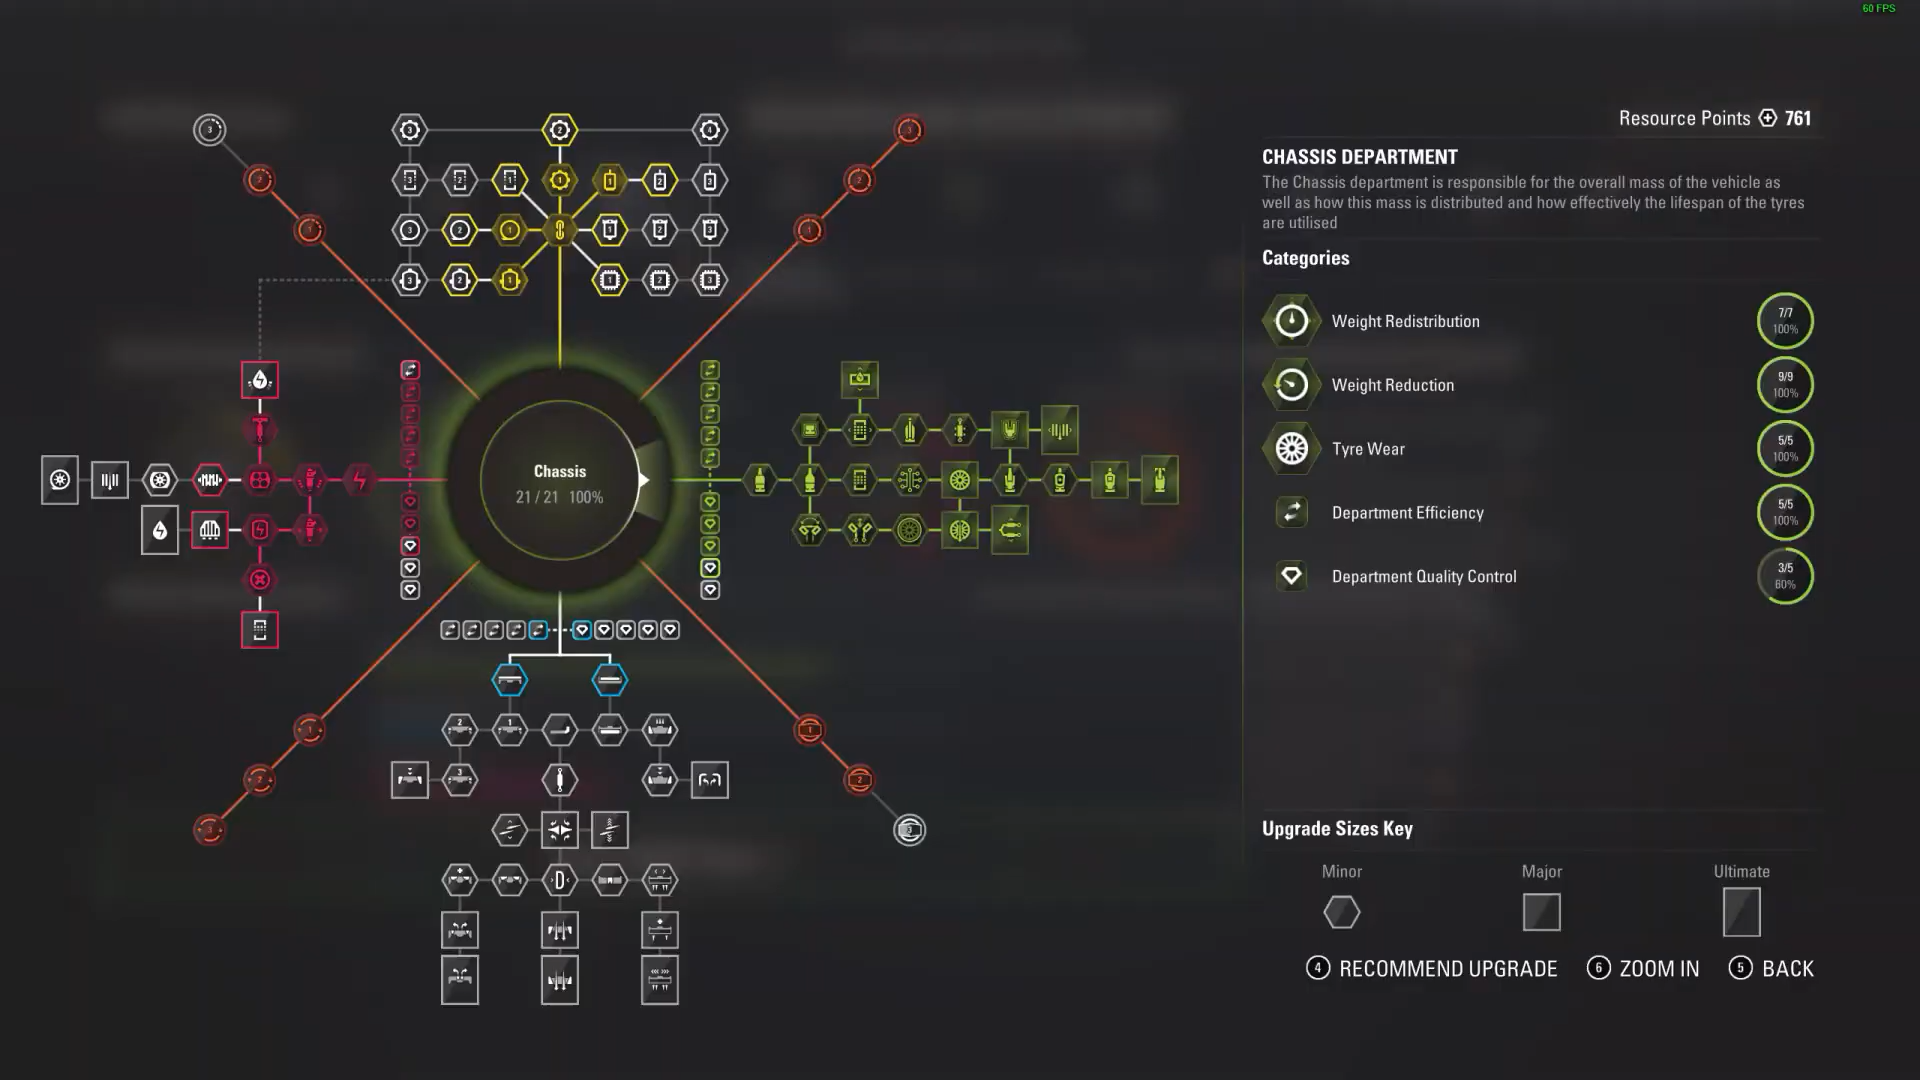 60 FPS
Resource Points 761
CHASSIS DEPARTMENT
The Chassis department is responsible for the overall mass of the vehicle as
well as how this mass is distributed and how effectively the lifespan of the tyres
are utilised
Categories
Weight Redistribution
7/7
100%
Weight Reduction
9/9
100%
Tyre Wear
5/5
100%
Department Efficiency
5/5
100%
Department Quality Control
3/5
60%
Chassis
21 / 21 100%
Upgrade Sizes Key
Minor Major Ultimate
4 RECOMMEND UPGRADE 6 ZOOM IN 5 BACK